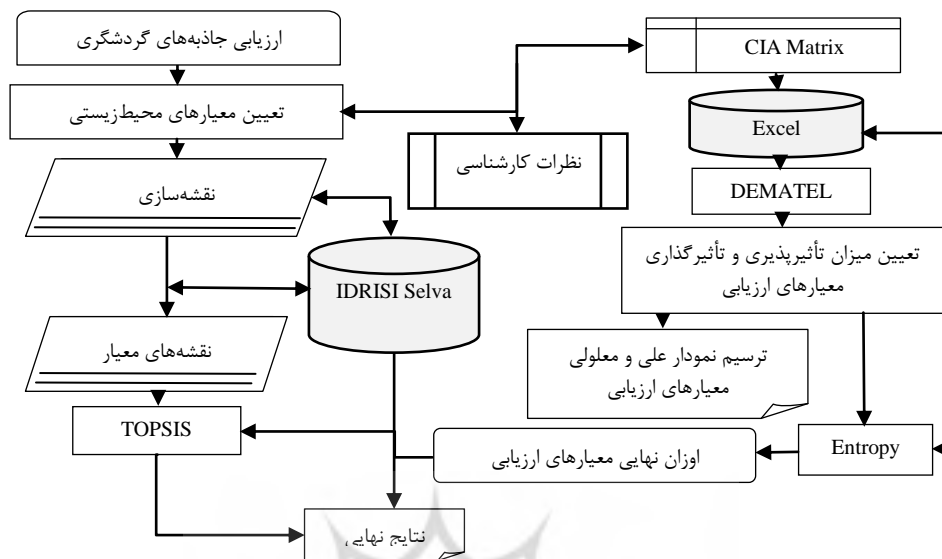 ارزیابی جاذبه‌های گردشگری
تعیین معیارهای محیط‌زیستی
نقشه‌سازی
نقشه‌های معیار
TOPSIS
نظرات کارشناسی
IDRISI Selva
CIA Matrix
Excel
DEMATEL
تعیین میزان تأثیرپذیری و تأثیرگذاری
معیارهای ارزیابی
ترسیم نمودار علی و معلولی
معیارهای ارزیابی
Entropy
اوزان نهایی معیارهای ارزیابی
نتایج نهایی